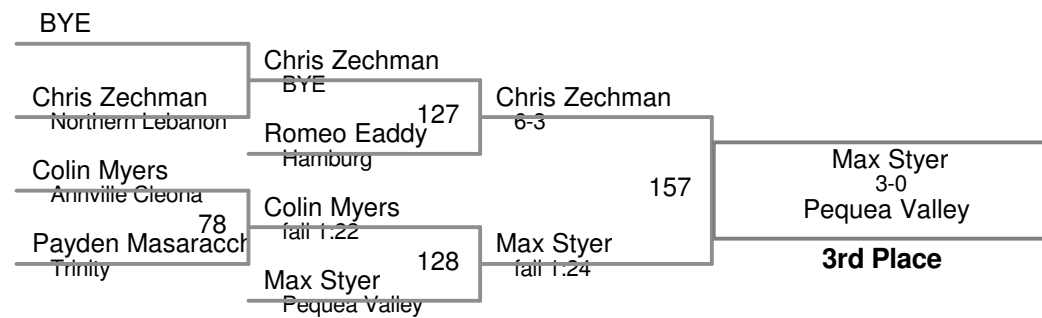 BYE
Chris Zechman
BYE
Chris Zechman
Northern Lebanon
Chris Zechman
6-3
127
Romeo Eaddy
Hamburg
Colin Myers
Annville Cleona
Max Styer
3-0
Pequea Valley
157
78
Colin Myers
fall 1:22
Payden Masaracch
Trinity
Max Styer
fall 1:24
128
3rd Place
Max Styer
Pequea Valley